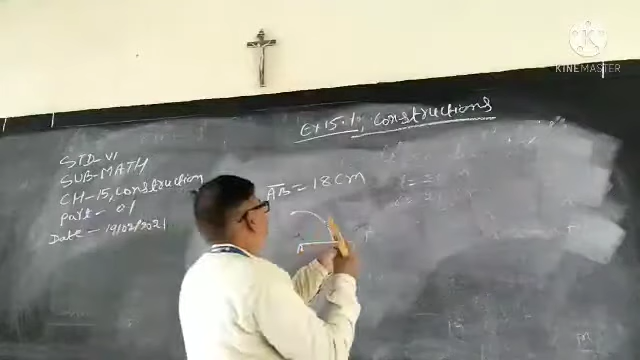 KINEMASTER
Ex 15.1, Constructions
STD VI
SUB-MATH
CH-15, construction
Part - 01
Date - 19/02/2021
AB = 18 cm
A